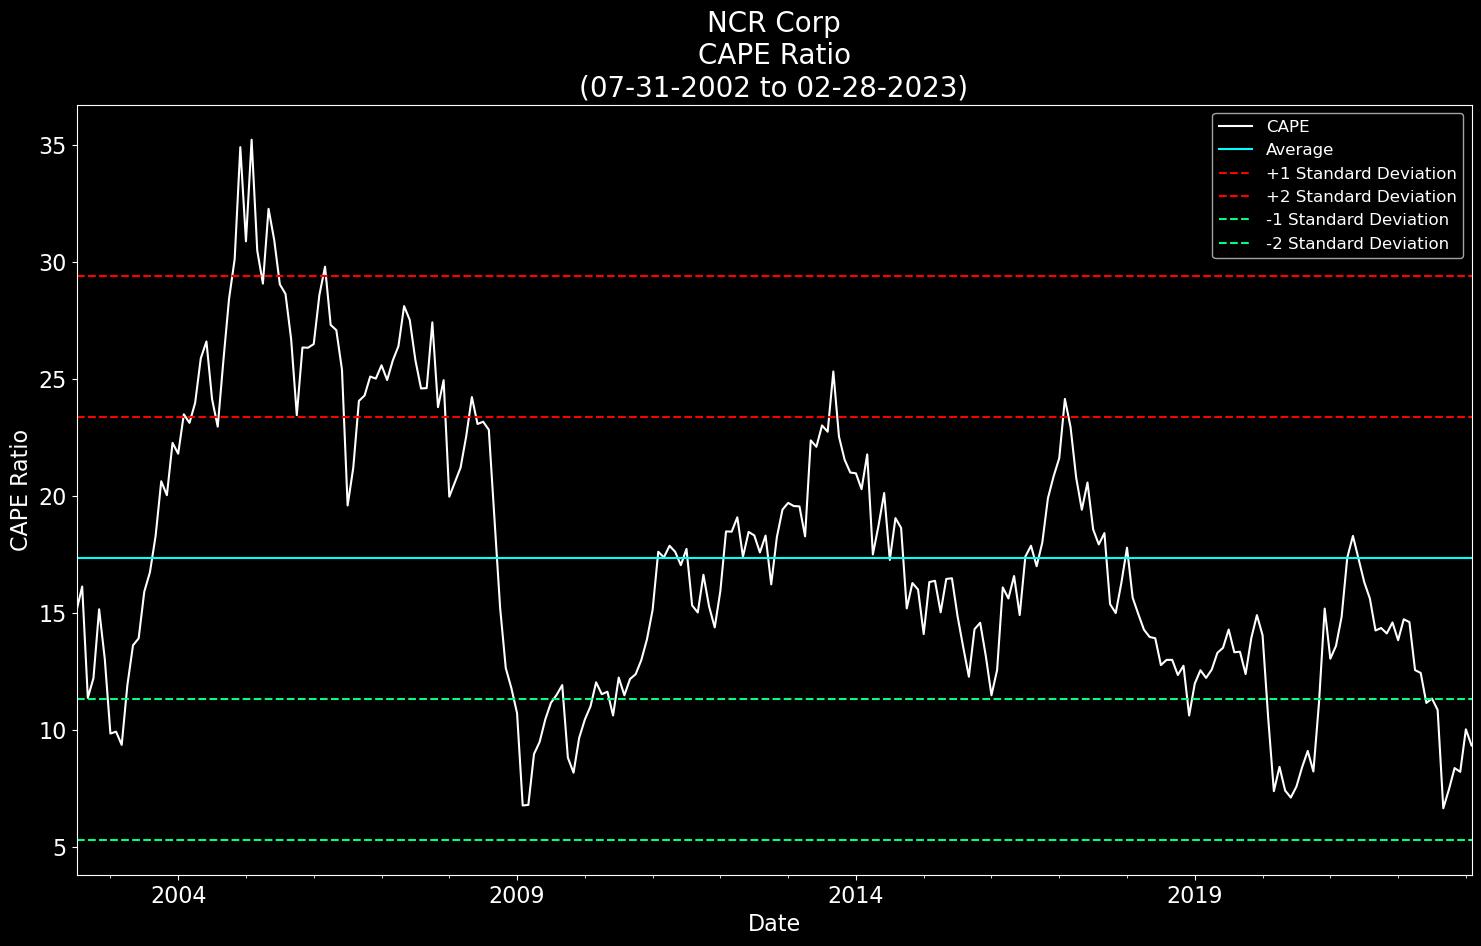 NCR Corp
CAPE Ratio
(07-31-2002 to 02-28-2023)
CAPE
Average
+1 Standard Deviation
+2 Standard Deviation
-1 Standard Deviation
-2 Standard Deviation
CAPE Ratio
35
30
25
20
15
10
5
2004
2009
2014
2019
Date